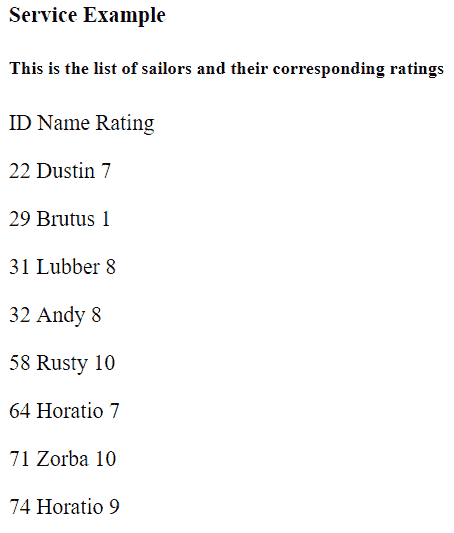 Service Example
This is the list of sailors and their corresponding ratings
ID Name Rating
22 Dustin 7
29 Brutus 1
31 Lubber 8
32 Andy 8
58 Rusty 10
64 Horatio 7
71 Zorba 10
74 Horatio 9